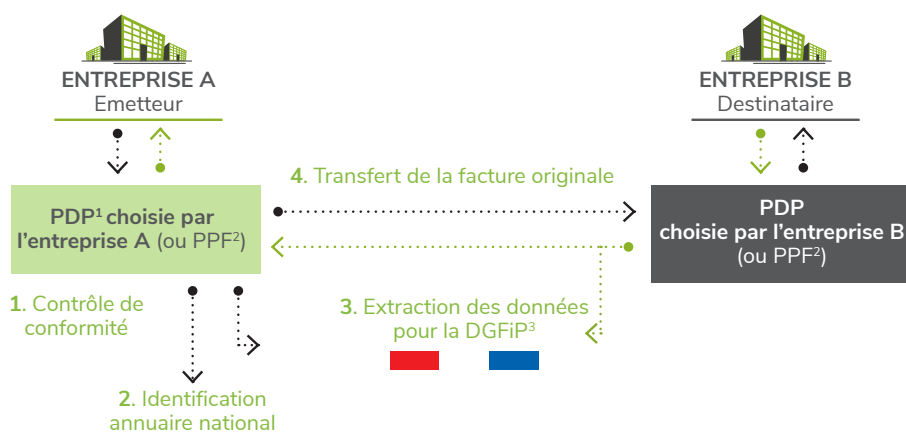 ENTREPRISE A
Emetteur
ENTREPRISE B
Destinataire
4. Transfert de la facture originale
PDP¹ choisie par
l'entreprise A (ou PPF²)
PDP
choisie par l'entreprise B
(ou PPF²)
1. Contrôle de
conformité
3. Extraction des données
pour la DGFiP³
2. Identification
annuaire national